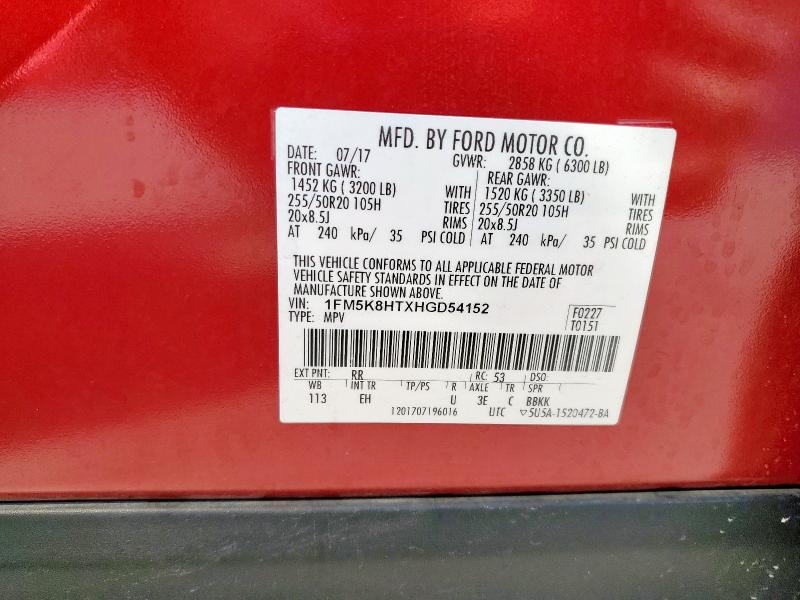 MFD. BY FORD MOTOR CO.
DATE: 07/17 GVWR: 2858 KG ( 6300 LB)
FRONT GAWR: REAR GAWR:
1452 KG ( 3200 LB) WITH 1520 KG ( 3350 LB) WITH
255/50R20 105H TIRES 255/50R20 105H TIRES
20x8.5J RIMS 20x8.5J RIMS
AT 240 kPa/ 35 PSI COLD AT 240 kPa/ 35 PSI COLD
THIS VEHICLE CONFORMS TO ALL APPLICABLE FEDERAL MOTOR
VEHICLE SAFETY STANDARDS IN EFFECT ON THE DATE OF
MANUFACTURE SHOWN ABOVE.
VIN: 1FM5K8HTXHGD54152 F0227
TYPE: MPV T0151
EXT PNT: RR RC: 53 DSO:
WB INT TR TP/PS R AXLE TR SPR
113 EH U 3E C BBKK
1201707196016 UTC ▽5U5A-1520472-BA